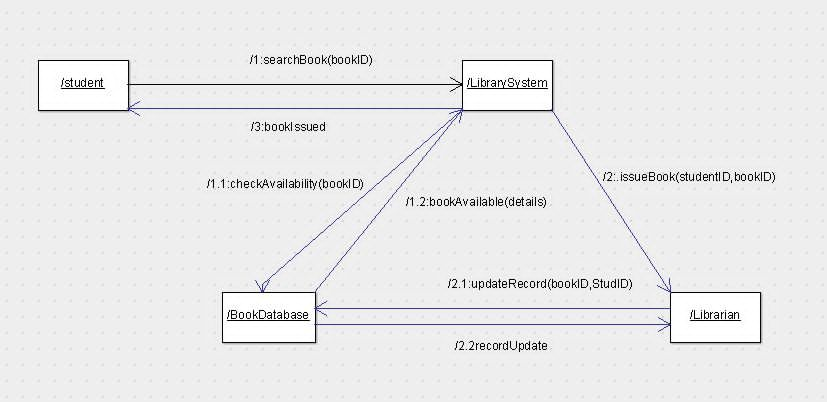 /1:searchBook(bookID)
/student
/LibrarySystem
/3:bookIssued
/1.1:checkAvailability(bookID)
/2:.issueBook(studentID,bookID)
/1.2:bookAvailable(details)
/2.1:updateRecord(bookID,StudID)
/BookDatabase
/Librarian
/2.2recordUpdate